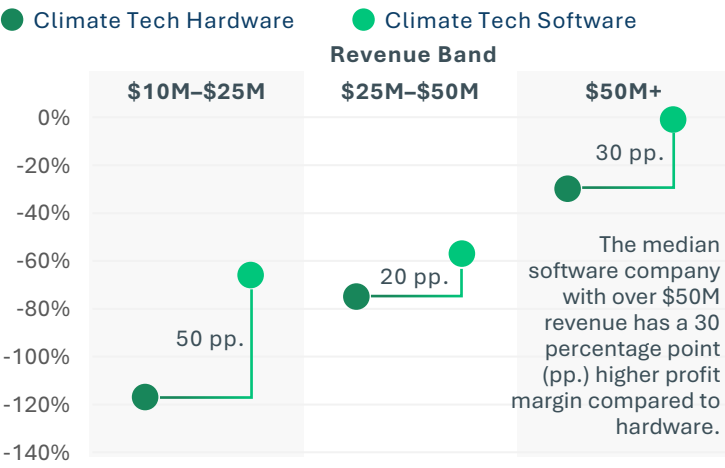 Climate Tech Hardware
Climate Tech Software
Revenue Band
$10M–$25M
$25M–$50M
$50M+
0%
-20%
-40%
-60%
-80%
-100%
-120%
-140%
50 pp.
20 pp.
30 pp.
The median
software company
with over $50M
revenue has a 30
percentage point
(pp.) higher profit
margin compared to
hardware.